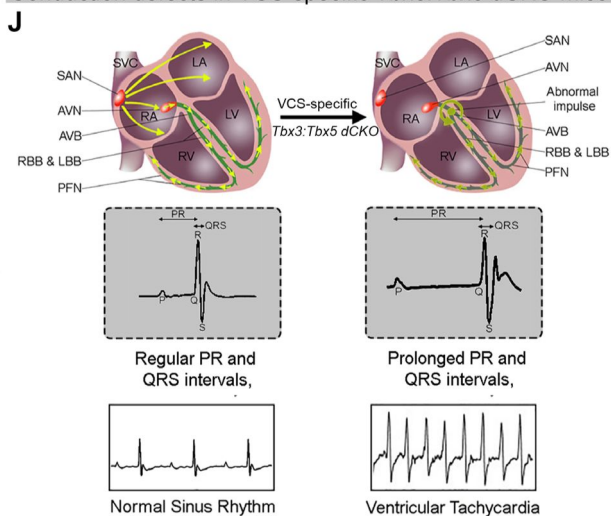 J
SVC
LA
SAN
AVN
RA
LV
AVB
RV
RBB & LBB
PFN
VCS-specific
Tbx3:Tbx5 dCKO
SVC
LA
SAN
AVN
Abnormal
impulse
RA
LV
AVB
RV
RBB & LBB
PFN
PR
QRS
R
P
Q
S
PR
QRS
R
P
Q
S
Regular PR and
QRS intervals,
Prolonged PR and
QRS intervals,
Normal Sinus Rhythm
Ventricular Tachycardia